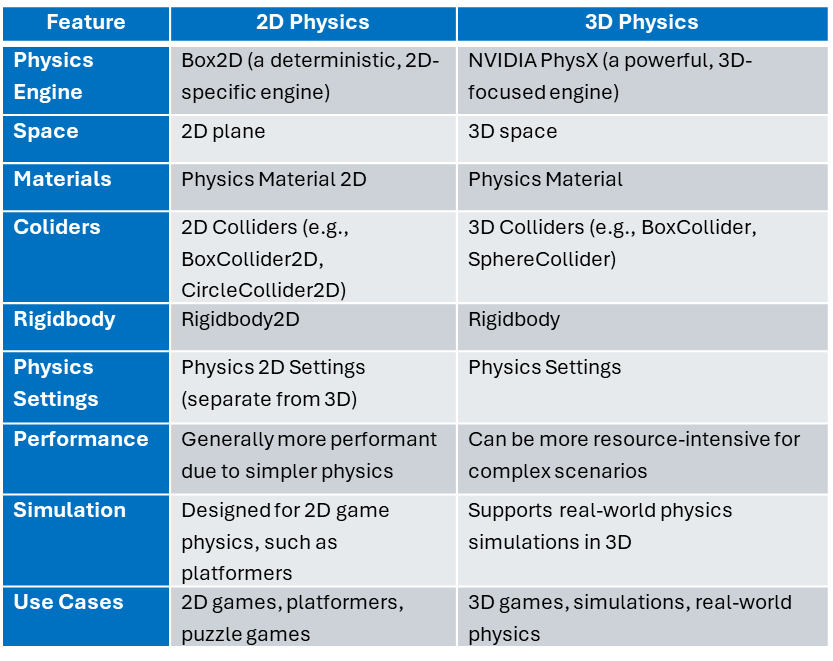 Feature 2D Physics 3D Physics
Physics Box2D (a deterministic, 2D- NVIDIA PhysX (a powerful, 3D-
Engine specific engine) focused engine)
Space 2D plane 3D space
Materials Physics Material 2D Physics Material
Coliders 2D Colliders (e.g., 3D Colliders (e.g., BoxCollider,
BoxCollider2D, SphereCollider)
CircleCollider2D)
Rigidbody Rigidbody2D Rigidbody
Physics Physics 2D Settings Physics Settings
Settings (separate from 3D)
Performance Generally more performant Can be more resource-intensive for
due to simpler physics complex scenarios
Simulation Designed for 2D game Supports real-world physics
physics, such as simulations in 3D
platformers
Use Cases 2D games, platformers, 3D games, simulations, real-world
puzzle games physics